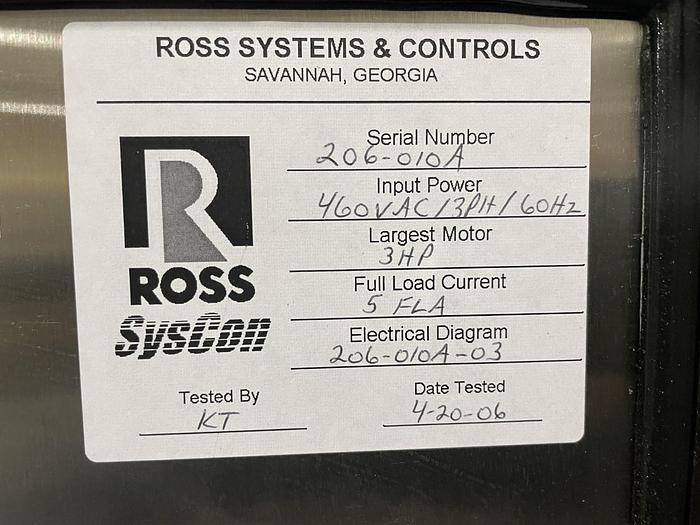 ROSS SYSTEMS & CONTROLS
SAVANNAH, GEORGIA
Serial Number
206-010A
Input Power
460VAC/3PH/60Hz
Largest Motor
3HP
Full Load Current
5 FLA
Electrical Diagram
206-010A-03
R
ROSS
SysCon
Tested By
KT
Date Tested
4-20-06